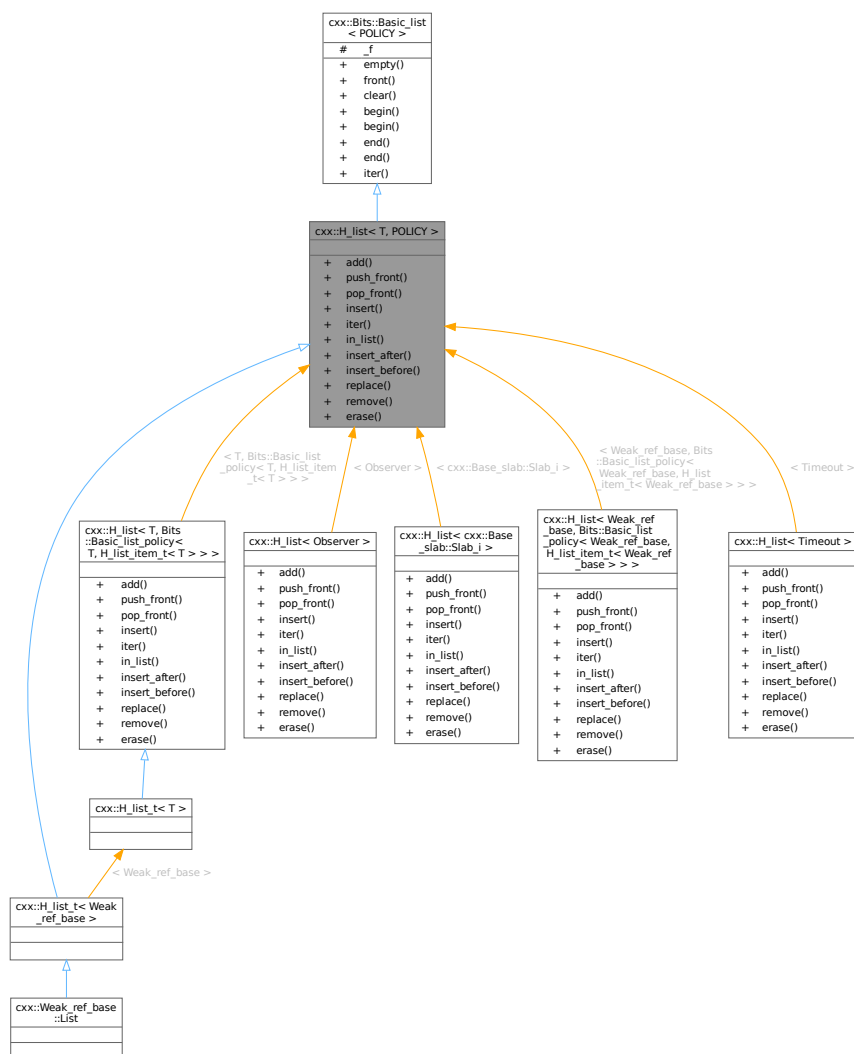 cxx::Bits::Basic_list
< POLICY >
# _f
+ empty()
+ front()
+ clear()
+ begin()
+ begin()
+ end()
+ end()
+ iter()
cxx::H_list< T, POLICY >
+ add()
+ push_front()
+ pop_front()
+ insert()
+ iter()
+ in_list()
+ insert_after()
+ insert_before()
+ replace()
+ remove()
+ erase()
< T, Bits::Basic_list
_policy< T, H_list_item
_t< T > > >
< Observer >
< cxx::Base_slab::Slab_i >
< Weak_ref_base, Bits
::Basic_list_policy<
Weak_ref_base, H_list
_item_t< Weak_ref_base > > >
< Timeout >
cxx::H_list< T, Bits
::Basic_list_policy<
T, H_list_item_t< T > > >
+ add()
+ push_front()
+ pop_front()
+ insert()
+ iter()
+ in_list()
+ insert_after()
+ insert_before()
+ replace()
+ remove()
+ erase()
cxx::H_list< Observer >
+ add()
+ push_front()
+ pop_front()
+ insert()
+ iter()
+ in_list()
+ insert_after()
+ insert_before()
+ replace()
+ remove()
+ erase()
cxx::H_list< cxx::Base
_slab::Slab_i >
+ add()
+ push_front()
+ pop_front()
+ insert()
+ iter()
+ in_list()
+ insert_after()
+ insert_before()
+ replace()
+ remove()
+ erase()
cxx::H_list< Weak_ref
_base, Bits::Basic_list
_policy< Weak_ref_base,
H_list_item_t< Weak_ref
_base > > >
+ add()
+ push_front()
+ pop_front()
+ insert()
+ iter()
+ in_list()
+ insert_after()
+ insert_before()
+ replace()
+ remove()
+ erase()
cxx::H_list< Timeout >
+ add()
+ push_front()
+ pop_front()
+ insert()
+ iter()
+ in_list()
+ insert_after()
+ insert_before()
+ replace()
+ remove()
+ erase()
cxx::H_list_t< T >
< Weak_ref_base >
cxx::H_list_t< Weak
_ref_base >
cxx::Weak_ref_base
::List